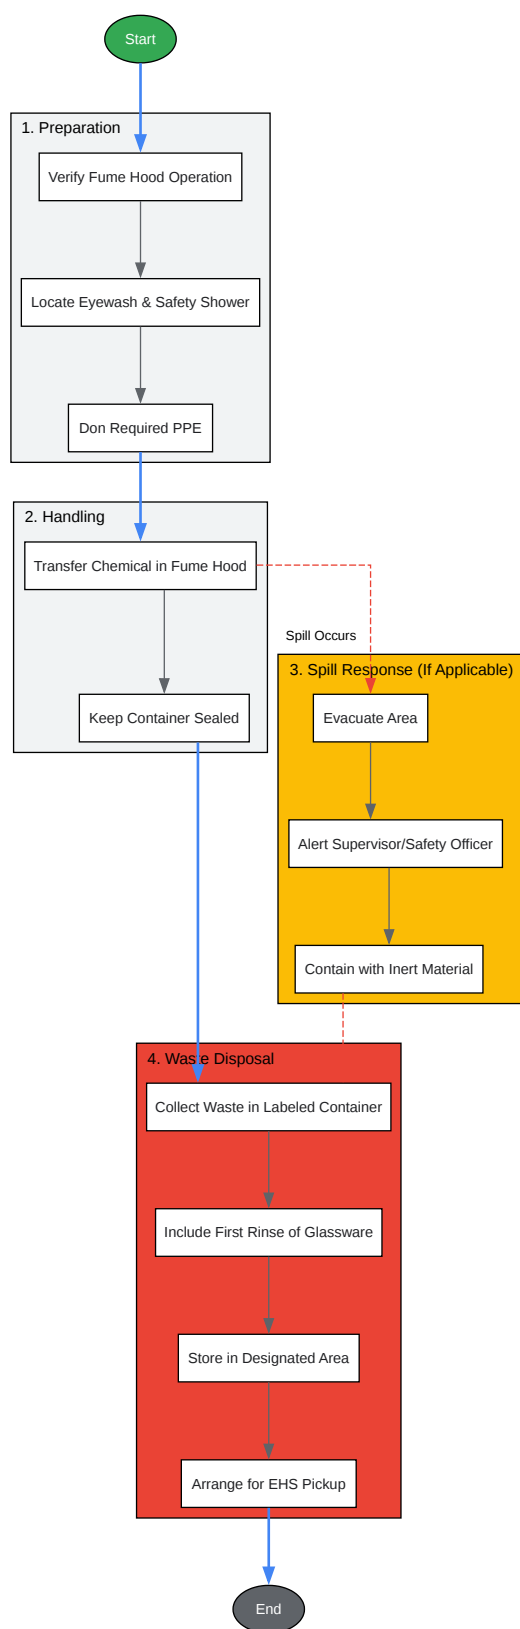 Start
1. Preparation
Verify Fume Hood Operation
Locate Eyewash & Safety Shower
Don Required PPE
2. Handling
Transfer Chemical in Fume Hood
Keep Container Sealed
Spill Occurs
3. Spill Response (If Applicable)
Evacuate Area
Alert Supervisor/Safety Officer
Contain with Inert Material
4. Waste Disposal
Collect Waste in Labeled Container
Include First Rinse of Glassware
Store in Designated Area
Arrange for EHS Pickup
End